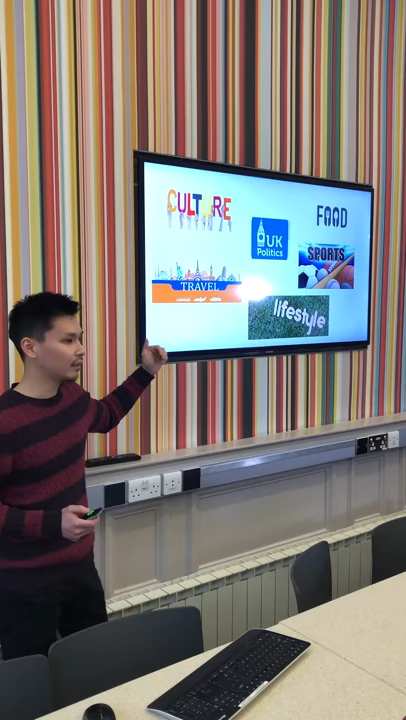 CULTURE
FOOD
UK
Politics
SPORTS
TRAVEL
lifestyle